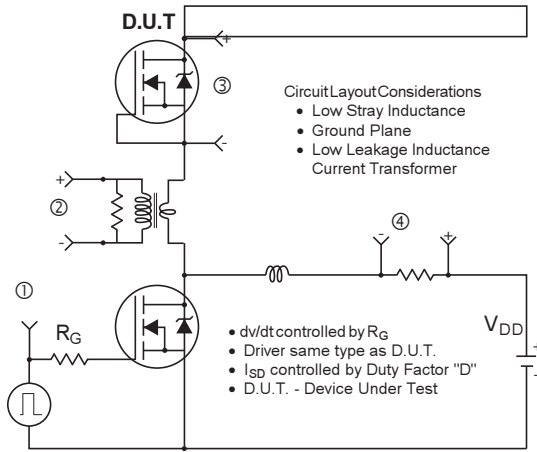 D.U.T
+
③
-
Circuit Layout Considerations
• Low Stray Inductance
• Ground Plane
• Low Leakage Inductance
Current Transformer
+
②
-
④
- +
①
RG
• dv/dt controlled by RG
• Driver same type as D.U.T.
• ISD controlled by Duty Factor "D"
• D.U.T. - Device Under Test
VDD
+
-